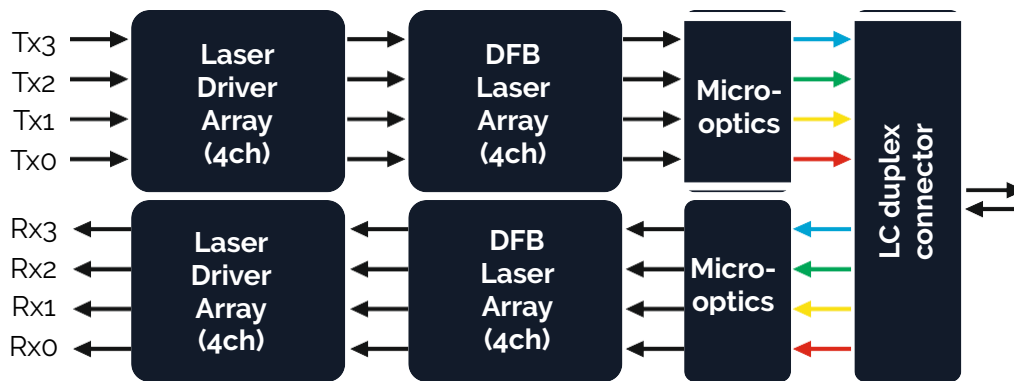 Tx3
Tx2
Tx1
Tx0
Laser
Driver
Array
(4ch)
DFB
Laser
Array
(4ch)
Micro-
optics
LC duplex
connector
Rx3
Rx2
Rx1
Rx0
Laser
Driver
Array
(4ch)
DFB
Laser
Array
(4ch)
Micro-
optics